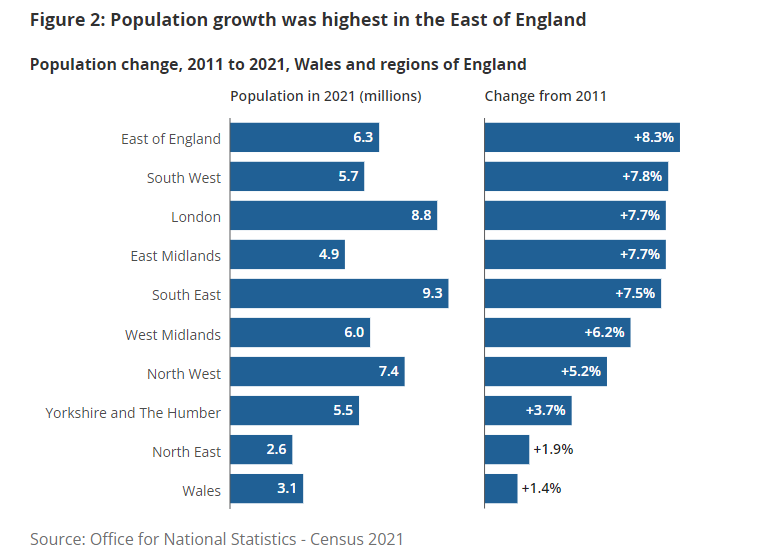 Figure 2: Population growth was highest in the East of England
Population change, 2011 to 2021, Wales and regions of England
Population in 2021 (millions) Change from 2011
East of England 6.3 +8.3%
South West 5.7 +7.8%
London 8.8 +7.7%
East Midlands 4.9 +7.7%
South East 9.3 +7.5%
West Midlands 6.0 +6.2%
North West 7.4 +5.2%
Yorkshire and The Humber 5.5 +3.7%
North East 2.6 +1.9%
Wales 3.1 +1.4%
Source: Office for National Statistics - Census 2021